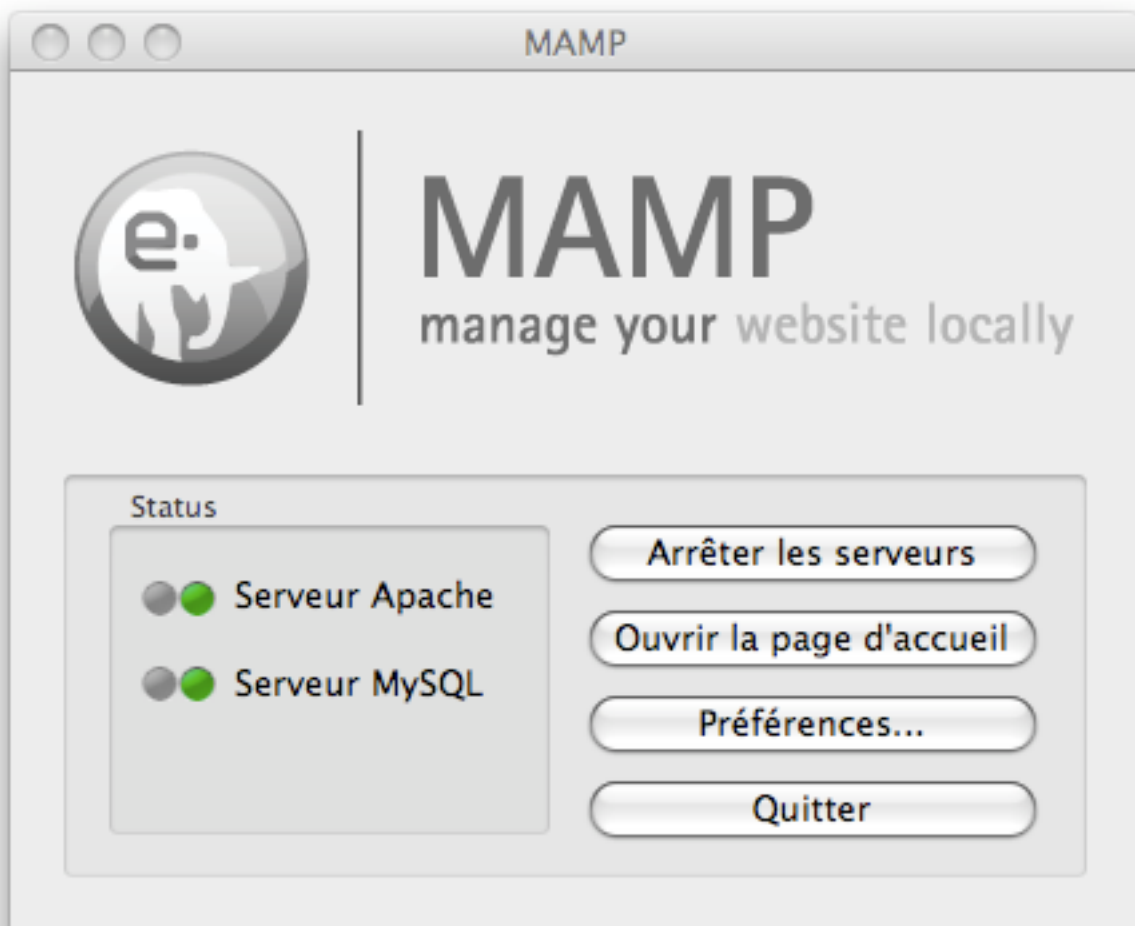 MAMP
e.
MAMP
manage your website locally
Status
Serveur Apache
Serveur MySQL
Arrêter les serveurs
Ouvrir la page d'accueil
Préférences...
Quitter